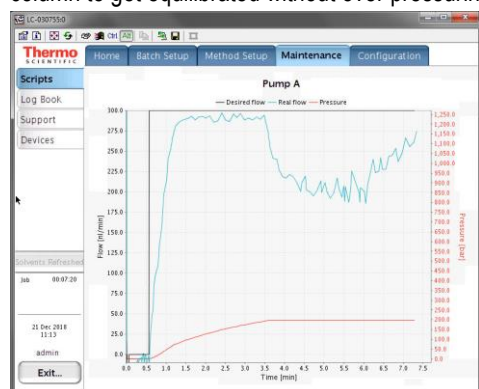 column to get equilibrated without over pressurin
LC-030755:0
Ctrl
Thermo
SCIENTIFIC
Home Batch Setup Method Setup Maintenance Configuration
Scripts
Log Book
Support
Devices
Solvents Refreshed
Job 00:07:20
21 Dec 2018
11:13
admin
Exit...
Pump A
Desired flow Real flow Pressure
Flow [nl/min]
300.0
275.0
250.0
225.0
200.0
175.0
150.0
125.0
100.0
75.0
50.0
25.0
0.0
0.0 0.5 1.0 1.5 2.0 2.5 3.0 3.5 4.0 4.5 5.0 5.5 6.0 6.5 7.0 7.5
Time [min]
1,250.0
1,200.0
1,150.0
1,100.0
1,050.0
1,000.0
950.0
900.0
850.0
800.0
750.0
700.0
650.0
600.0
550.0
500.0
450.0
400.0
350.0
300.0
250.0
200.0
150.0
100.0
50.0
0.0
Pressure [bar]